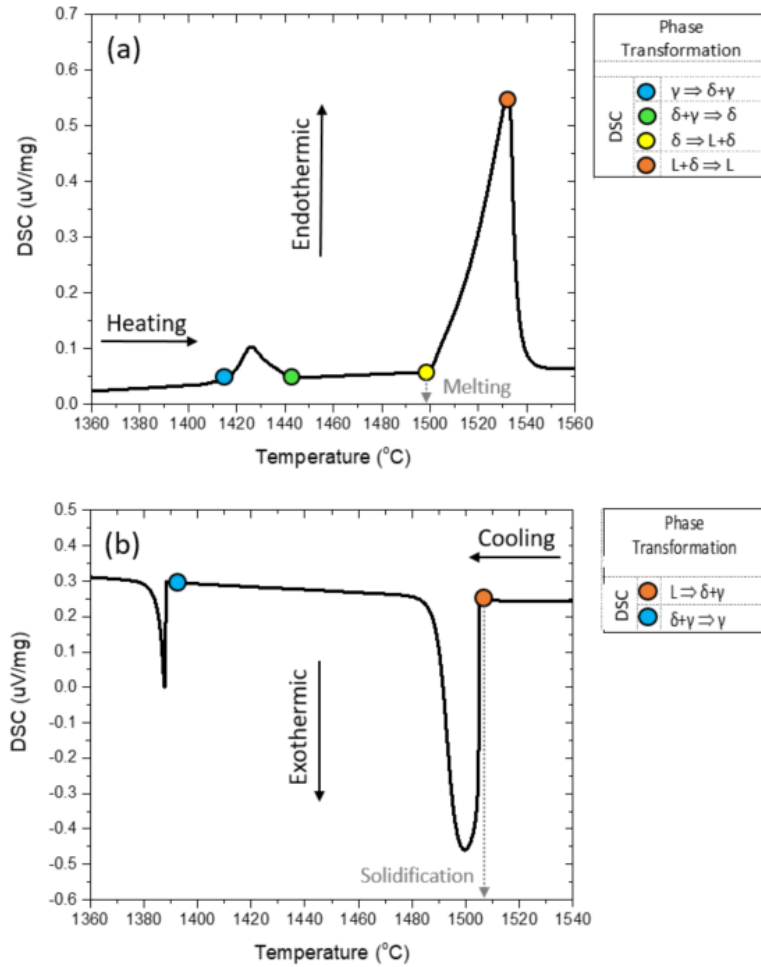 (a)
Endothermic
Heating
Melting
DSC (uV/mg)
0.7
0.6
0.5
0.4
0.3
0.2
0.1
0.0
1360 1380 1400 1420 1440 1460 1480 1500 1520 1540 1560
Temperature (°C)
Phase
Transformation
DSC
γ ⇒ δ+γ
δ+γ ⇒ δ
δ ⇒ L+δ
L+δ ⇒ L
(b)
Cooling
Exothermic
Solidification
DSC (uV/mg)
0.5
0.4
0.3
0.2
0.1
0.0
-0.1
-0.2
-0.3
-0.4
-0.5
-0.6
1360 1380 1400 1420 1440 1460 1480 1500 1520 1540
Temperature (°C)
Phase
Transformation
DSC
L ⇒ δ+γ
δ+γ ⇒ γ